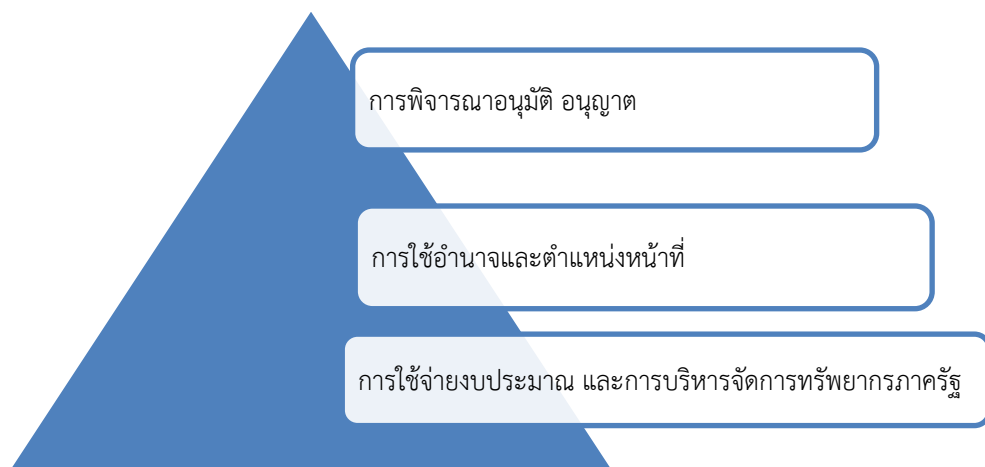 การพิจารณาอนุมัติ อนุญาต
การใช้อำนาจและตำแหน่งหน้าที่
การใช้จ่ายงบประมาณ และการบริหารจัดการทรัพยากรภาครัฐ